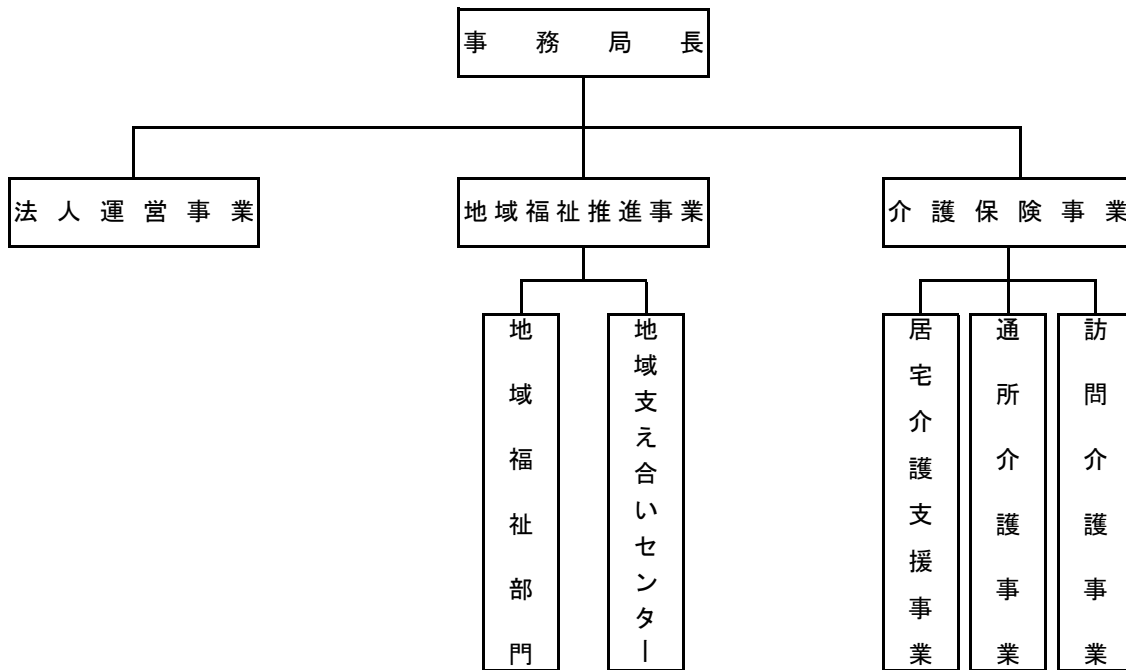 事務局長
法人運営事業
地域福祉推進事業
介護保険事業
地域福祉部門
地域支え合いセンター
居宅介護支援事業
通所介護事業
訪問介護事業